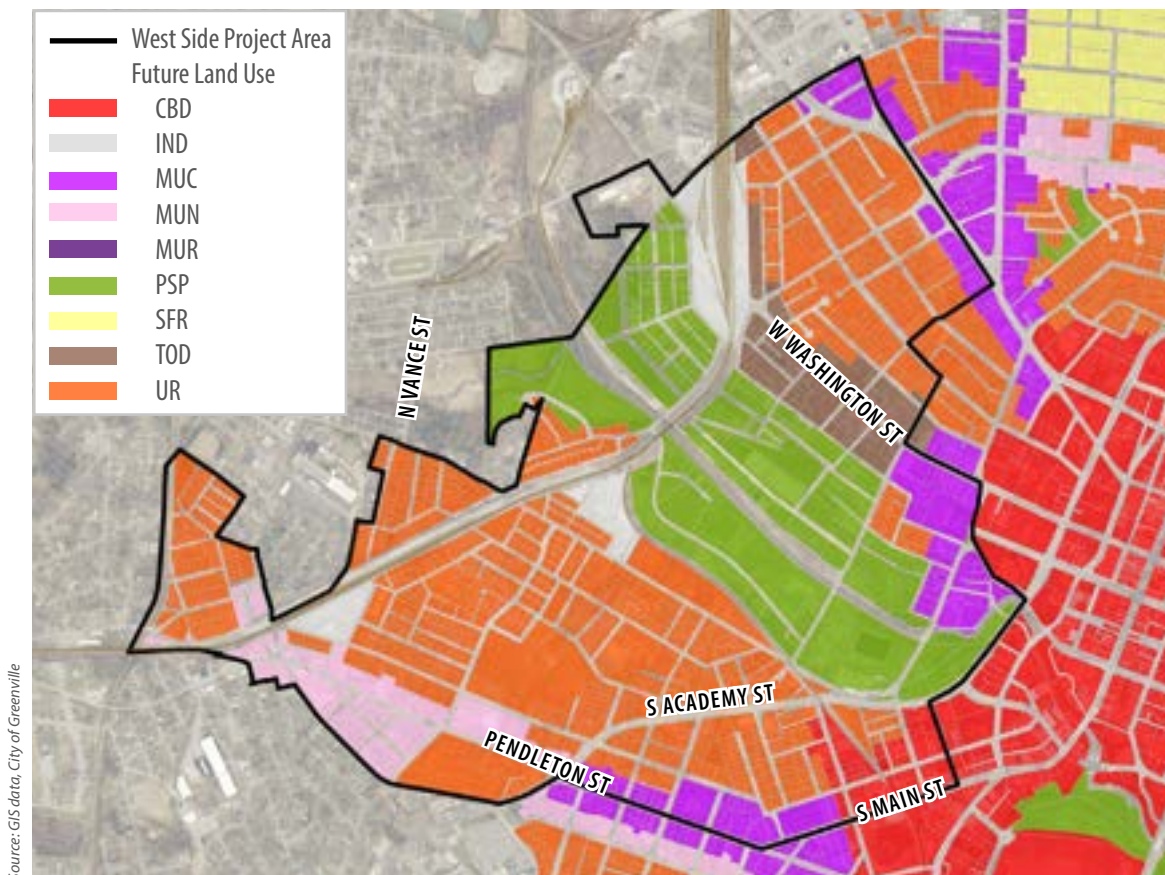 West Side Project Area
Future Land Use
CBD
IND
MUC
MUN
MUR
PSP
SFR
TOD
UR
N VANCE ST
W WASHINGTON ST
S ACADEMY ST
PENDLETON ST
S MAIN ST
Source: GIS data, City of Greenville